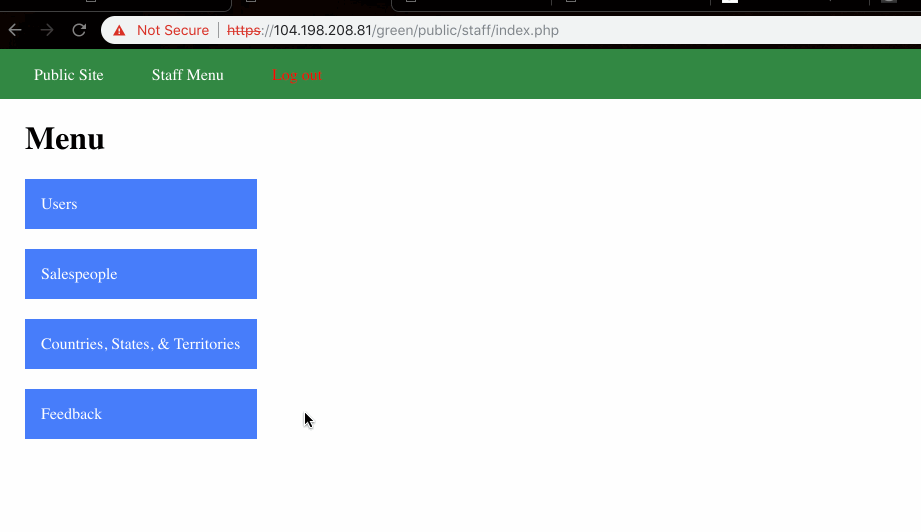 Not Secure | https://104.198.208.81/green/public/staff/index.php
Public Site Staff Menu Log out
Menu
Users
Salespeople
Countries, States, & Territories
Feedback